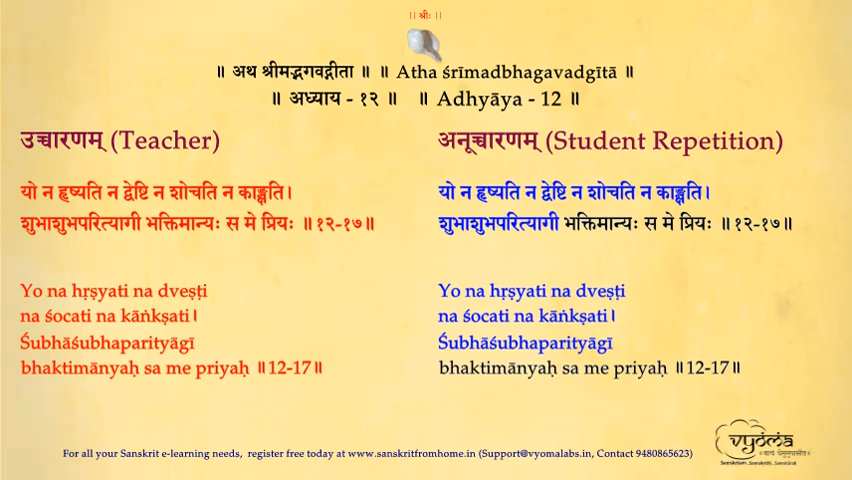 ।। श्रीः ।।
॥ अथ श्रीमद्भगवद्गीता ॥ ॥ Atha śrīmadbhagavadgītā ॥
॥ अध्याय - १२ ॥ ॥ Adhyāya - 12 ॥
उच्चारणम् (Teacher)
यो न हृष्यति न द्वेष्टि न शोचति न काङ्क्षति।
शुभाशुभपरित्यागी भक्तिमान्यः स मे प्रियः ॥१२-१७॥
Yo na hṛṣyati na dveṣṭi
na śocati na kāṅkṣati।
Śubhāśubhaparityāgī
bhaktimānyaḥ sa me priyaḥ ॥12-17॥
अनूच्चारणम् (Student Repetition)
यो न हृष्यति न द्वेष्टि न शोचति न काङ्क्षति।
शुभाशुभपरित्यागी भक्तिमान्यः स मे प्रियः ॥१२-१७॥
Yo na hṛṣyati na dveṣṭi
na śocati na kāṅkṣati।
Śubhāśubhaparityāgī
bhaktimānyaḥ sa me priyaḥ ॥12-17॥
vyoma
For all your Sanskrit e-learning needs, register free today at www.sanskritfromhome.in (Support@vyomalabs.in, Contact 9480865623)